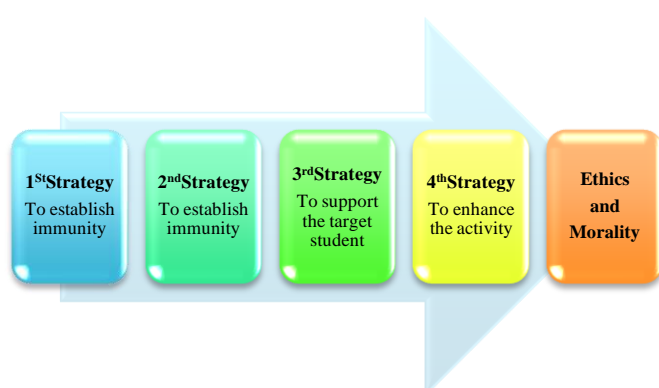 1StStrategy
To establish
immunity
2ndStrategy
To establish
immunity
3rdStrategy
To support
the target
student
4thStrategy
To enhance
the activity
Ethics
and
Morality